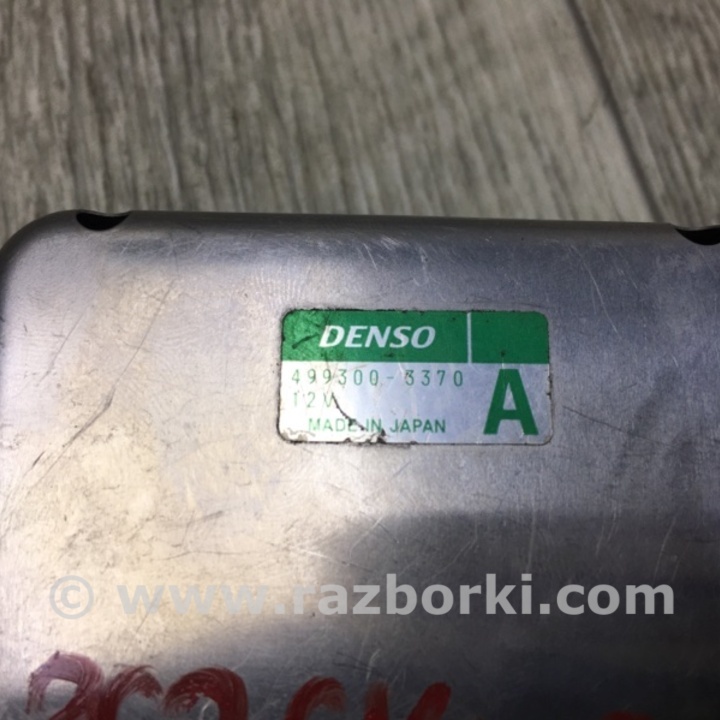 DENSO
499300-3370
12V
A
MADE IN JAPAN
© www.razborki.com